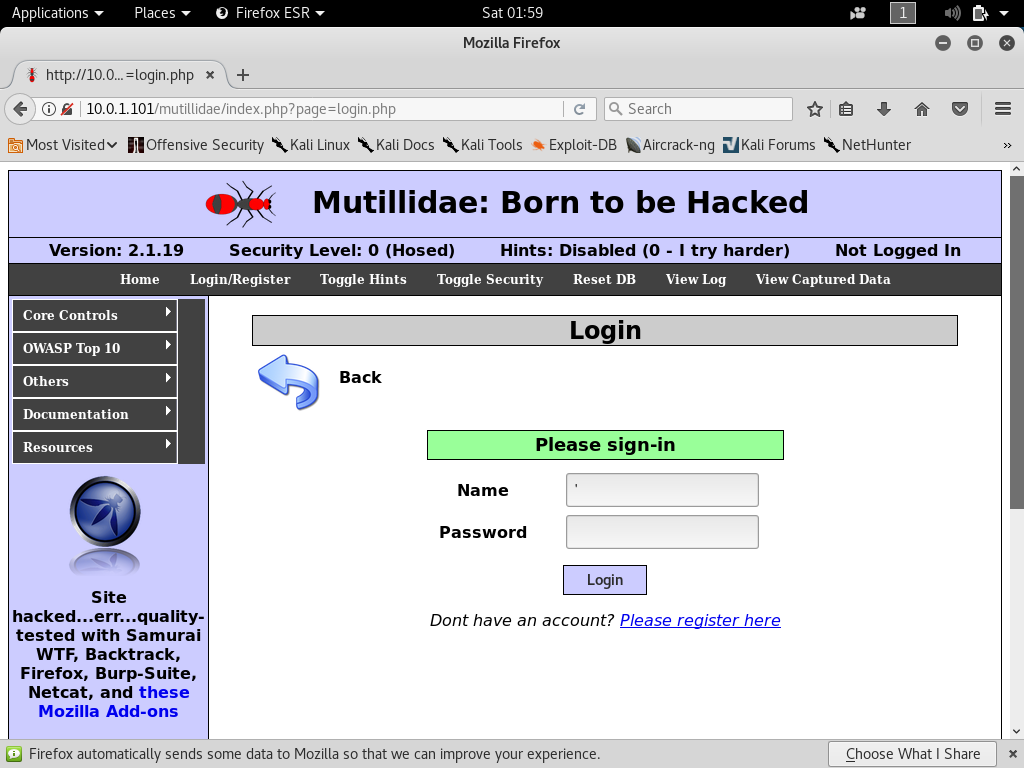 Applications Places Firefox ESR Sat 01:59 1
Mozilla Firefox
http://10.0...=login.php
10.0.1.101/mutillidae/index.php?page=login.php Search
Most Visited Offensive Security Kali Linux Kali Docs Kali Tools Exploit-DB Aircrack-ng Kali Forums NetHunter »
Mutillidae: Born to be Hacked
Version: 2.1.19 Security Level: 0 (Hosed) Hints: Disabled (0 - I try harder) Not Logged In
Home Login/Register Toggle Hints Toggle Security Reset DB View Log View Captured Data
Core Controls
OWASP Top 10
Others
Documentation
Resources
Site
hacked...err...quality-
tested with Samurai
WTF, Backtrack,
Firefox, Burp-Suite,
Netcat, and these
Mozilla Add-ons
Login
Back
Please sign-in
Name '
Password
Login
Dont have an account? Please register here
Firefox automatically sends some data to Mozilla so that we can improve your experience. Choose What I Share